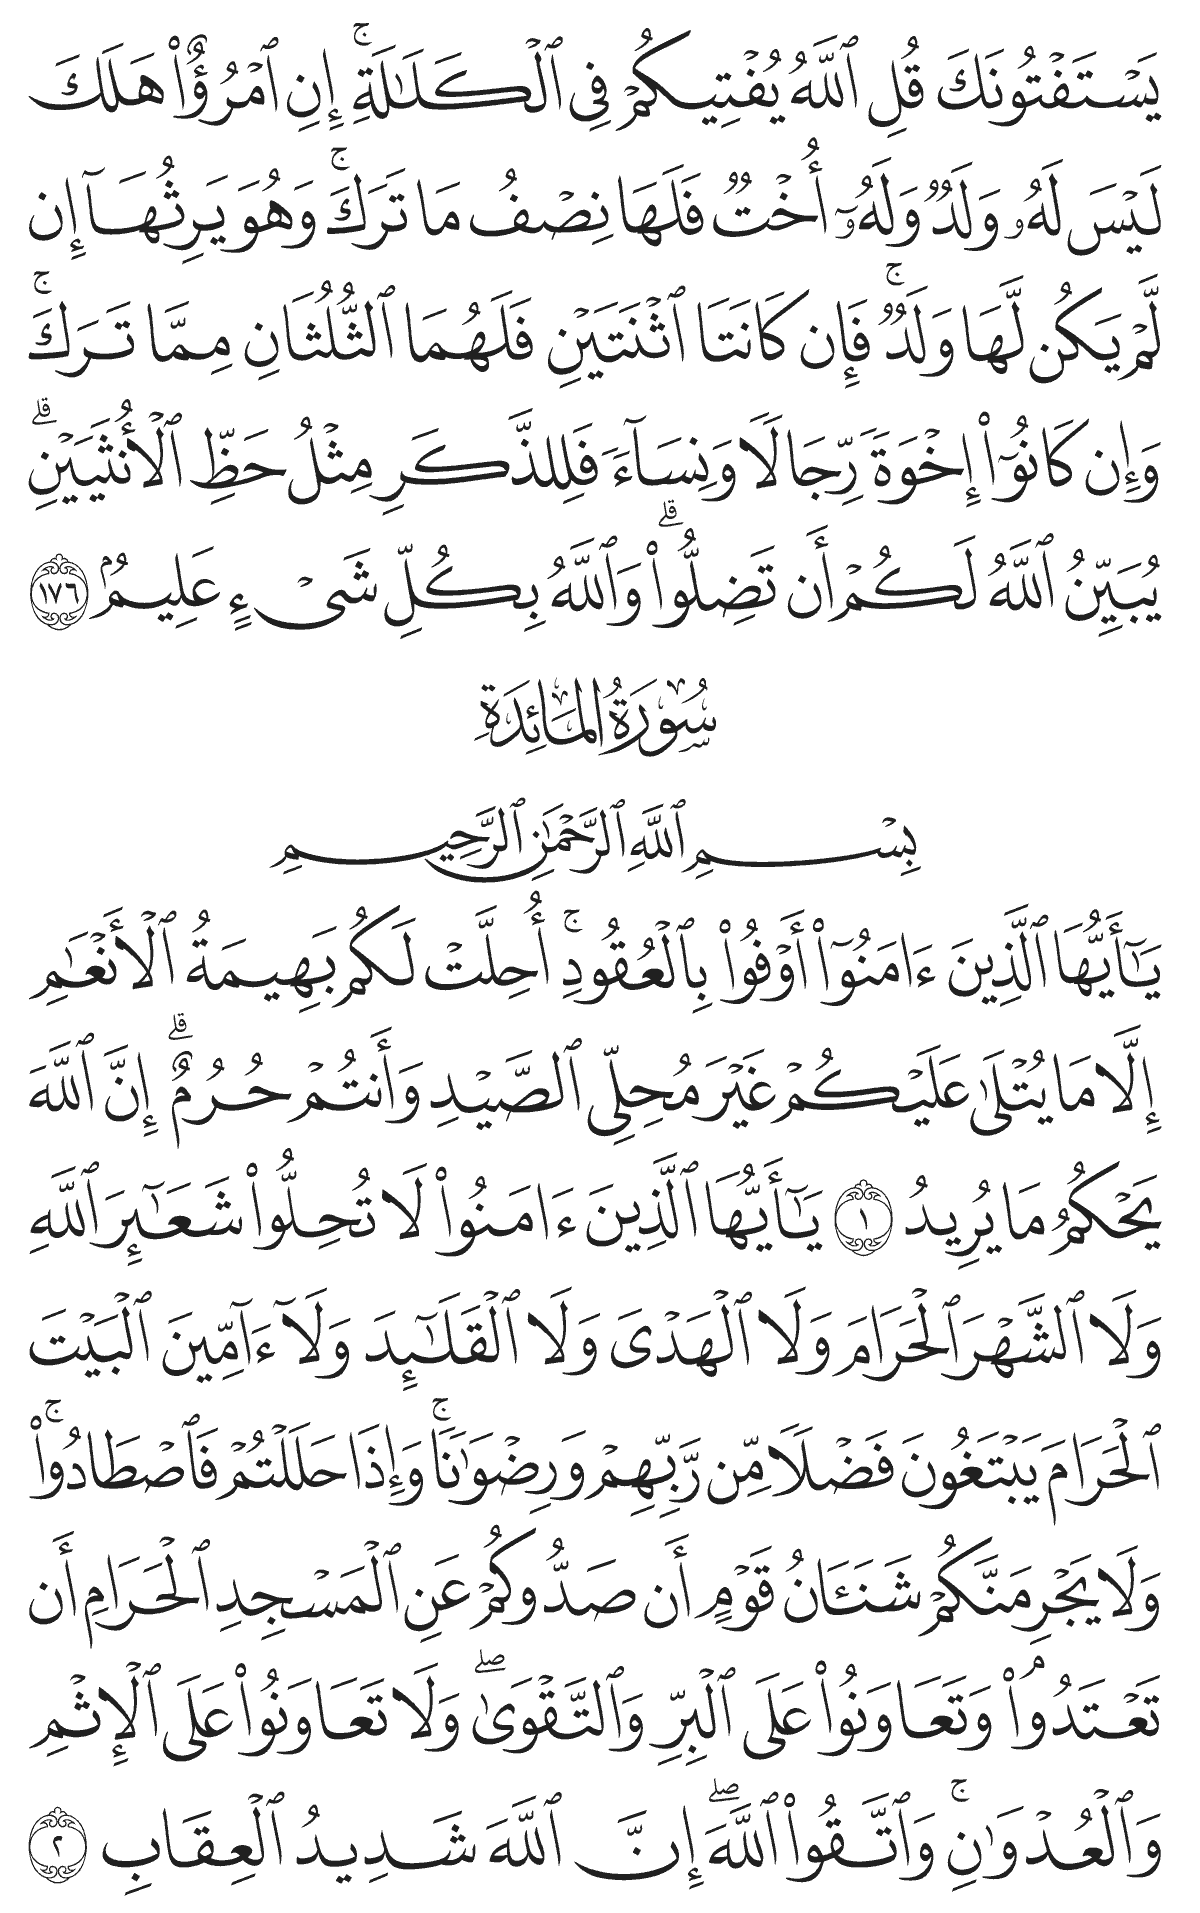 يَسْتَفْتُونَكَ قُلِ ٱللَّهُ يُفْتِيكُمْ فِى ٱلْكَلَـٰلَةِ ۚ إِنِ ٱمْرُؤٌا۟ هَلَكَ
لَيْسَ لَهُۥ وَلَدٌ وَلَهُۥٓ أُخْتٌ فَلَهَا نِصْفُ مَا تَرَكَ ۚ وَهُوَ يَرِثُهَآ إِن
لَّمْ يَكُن لَّهَا وَلَدٌ ۚ فَإِن كَانَتَا ٱثْنَتَيْنِ فَلَهُمَا ٱلثُّلُثَانِ مِمَّا تَرَكَ ۚ
وَإِن كَانُوٓا۟ إِخْوَةً رِّجَالًا وَنِسَآءً فَلِلذَّكَرِ مِثْلُ حَظِّ ٱلْأُنثَيَيْنِ ۗ
يُبَيِّنُ ٱللَّهُ لَكُمْ أَن تَضِلُّوا۟ ۗ وَٱللَّهُ بِكُلِّ شَىْءٍ عَلِيمٌۢ ١٧٦
سُورَةُ المَائِدَةِ
بِسْمِ ٱللَّهِ ٱلرَّحْمَـٰنِ ٱلرَّحِيمِ
يَـٰٓأَيُّهَا ٱلَّذِينَ ءَامَنُوٓا۟ أَوْفُوا۟ بِٱلْعُقُودِ ۚ أُحِلَّتْ لَكُم بَهِيمَةُ ٱلْأَنْعَـٰمِ
إِلَّا مَا يُتْلَىٰ عَلَيْكُمْ غَيْرَ مُحِلِّى ٱلصَّيْدِ وَأَنتُمْ حُرُمٌ ۗ إِنَّ ٱللَّهَ
يَحْكُمُ مَا يُرِيدُ ١ يَـٰٓأَيُّهَا ٱلَّذِينَ ءَامَنُوا۟ لَا تُحِلُّوا۟ شَعَـٰٓئِرَ ٱللَّهِ
وَلَا ٱلشَّهْرَ ٱلْحَرَامَ وَلَا ٱلْهَدْىَ وَلَا ٱلْقَلَـٰٓئِدَ وَلَآ ءَآمِّينَ ٱلْبَيْتَ
ٱلْحَرَامَ يَبْتَغُونَ فَضْلًا مِّن رَّبِّهِمْ وَرِضْوَٰنًا ۚ وَإِذَا حَلَلْتُمْ فَٱصْطَادُوا۟ ۚ
وَلَا يَجْرِمَنَّكُمْ شَنَـَٔانُ قَوْمٍ أَن صَدُّوكُمْ عَنِ ٱلْمَسْجِدِ ٱلْحَرَامِ أَن
تَعْتَدُوا۟ ۘ وَتَعَاوَنُوا۟ عَلَى ٱلْبِرِّ وَٱلتَّقْوَىٰ ۖ وَلَا تَعَاوَنُوا۟ عَلَى ٱلْإِثْمِ
وَٱلْعُدْوَٰنِ ۚ وَٱتَّقُوا۟ ٱللَّهَ ۖ إِنَّ ٱللَّهَ شَدِيدُ ٱلْعِقَابِ ٢